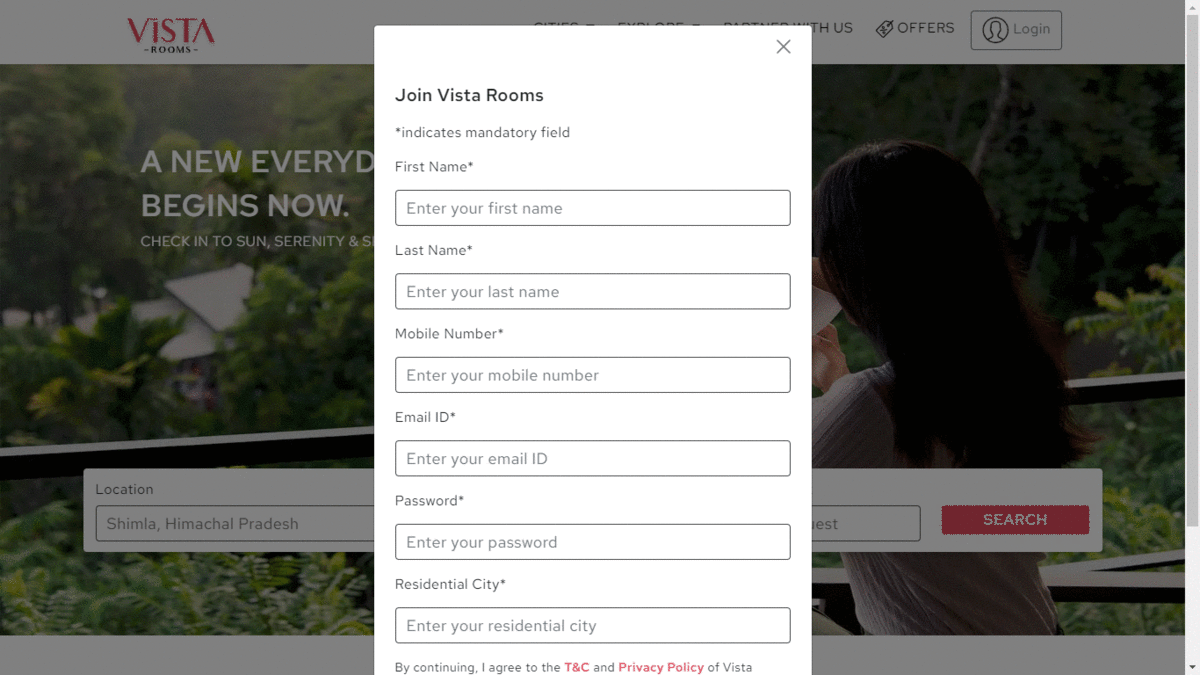 VISTA
-ROOMS-
CITIES EXPLORE PARTNER WITH US OFFERS Login
A NEW EVERYD
BEGINS NOW.
CHECK IN TO SUN, SERENITY &
Join Vista Rooms
*indicates mandatory field
First Name*
Enter your first name
Last Name*
Enter your last name
Mobile Number*
Enter your mobile number
Email ID*
Enter your email ID
Password*
Enter your password
Residential City*
Enter your residential city
By continuing, I agree to the T&C and Privacy Policy of Vista
Location
Shimla, Himachal Pradesh
uest
SEARCH